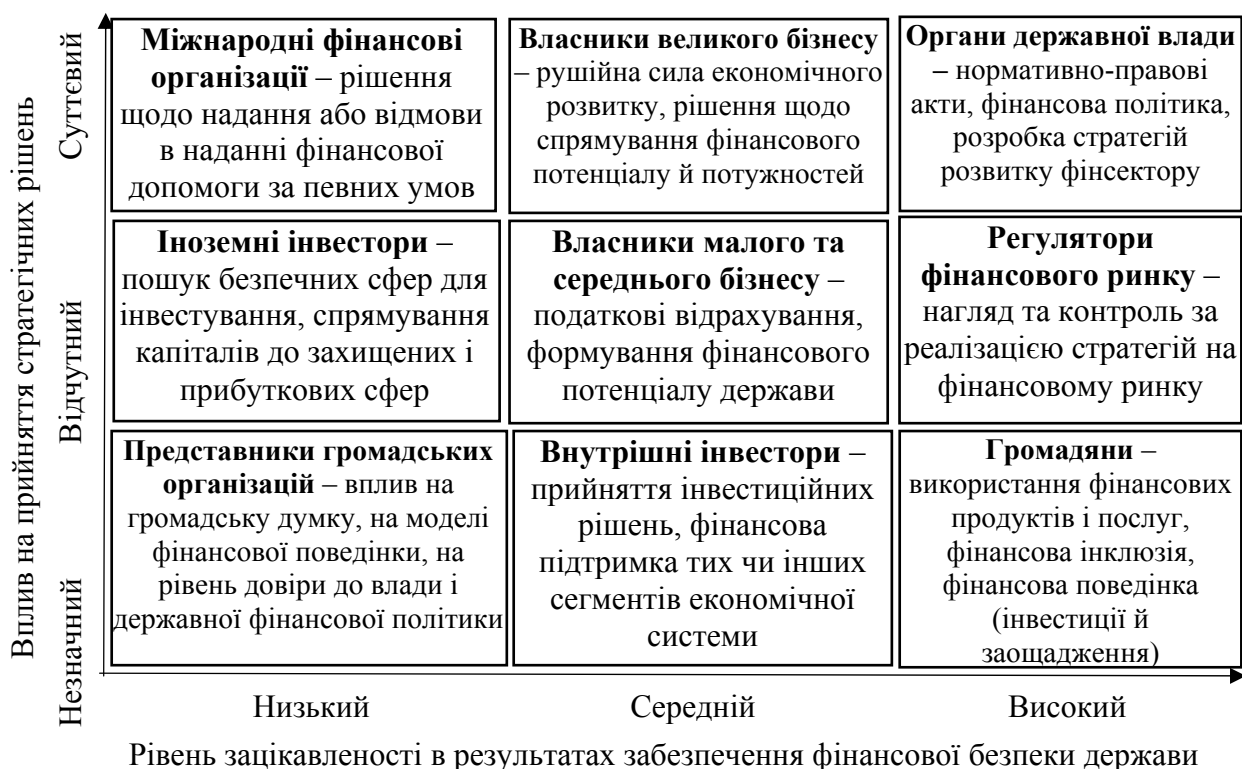 Вплив на прийняття стратегічних рішень
Суттєвий
Міжнародні фінансові
організації – рішення
щодо надання або відмови
в наданні фінансової
допомоги за певних умов
Власники великого бізнесу
– рушійна сила економічного
розвитку, рішення щодо
спрямування фінансового
потенціалу й потужностей
Органи державної влади
– нормативно-правові
акти, фінансова політика,
розробка стратегій
розвитку фінсектору
Відчутний
Іноземні інвестори –
пошук безпечних сфер для
інвестування, спрямування
капіталів до захищених і
прибуткових сфер
Власники малого та
середнього бізнесу –
податкові відрахування,
формування фінансового
потенціалу держави
Регулятори
фінансового ринку –
нагляд та контроль за
реалізацією стратегій на
фінансовому ринку
Незначний
Представники громадських
організацій – вплив на
громадську думку, на моделі
фінансової поведінки, на
рівень довіри до влади і
державної фінансової політики
Внутрішні інвестори –
прийняття інвестиційних
рішень, фінансова
підтримка тих чи інших
сегментів економічної
системи
Громадяни –
використання фінансових
продуктів і послуг,
фінансова інклюзія,
фінансова поведінка
(інвестиції й
заощадження)
Низький
Середній
Високий
Рівень зацікавленості в результатах забезпечення фінансової безпеки держави